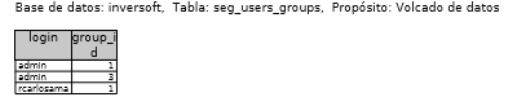 Base de datos: inversoft, Tabla: seg_users_groups, Propósito: Volcado de datos
login group_i
d
admin 1
admin 3
rcarlosama 1